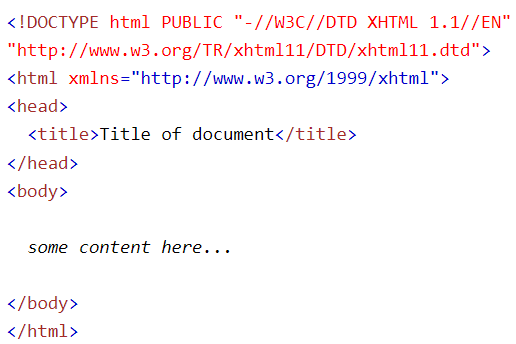 <!DOCTYPE html PUBLIC "-//W3C//DTD XHTML 1.1//EN"
"http://www.w3.org/TR/xhtml11/DTD/xhtml11.dtd">
<html xmlns="http://www.w3.org/1999/xhtml">
<head>
  <title>Title of document</title>
</head>
<body>

  some content here...

</body>
</html>